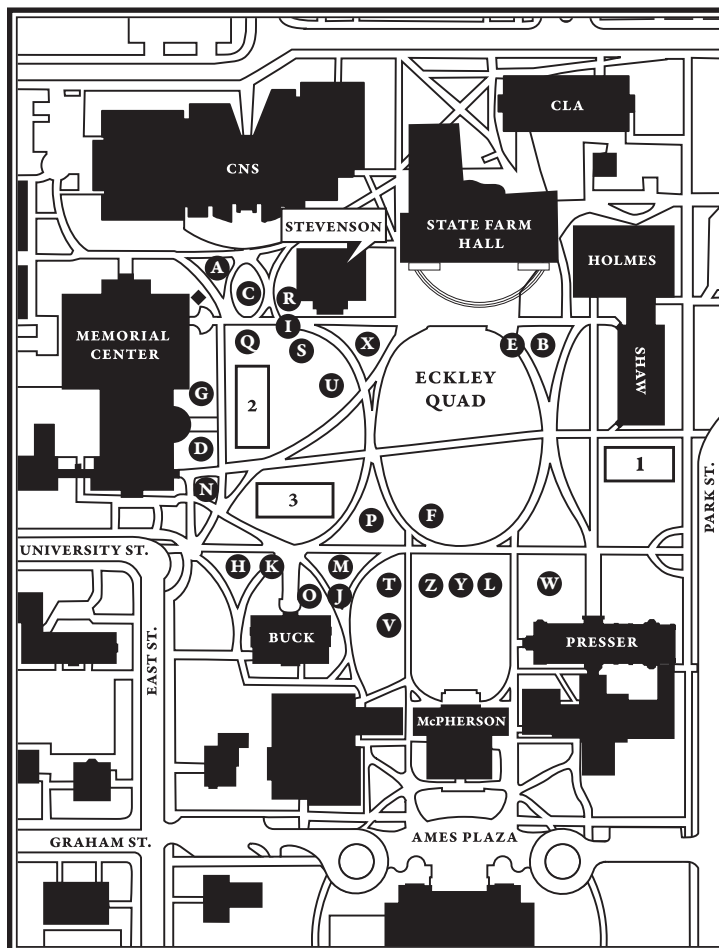 CLA
CNS
STEVENSON
STATE FARM
HALL
HOLMES
A
C
R
I
MEMORIAL
CENTER
Q
S
X
E
B
SHAW
ECKLEY
QUAD
U
G
2
D
1
N
3
P
F
PARK ST.
UNIVERSITY ST.
H
K
M
O
J
T
Z
Y
L
W
V
BUCK
PRESSER
EAST ST.
McPHERSON
GRAHAM ST.
AMES PLAZA